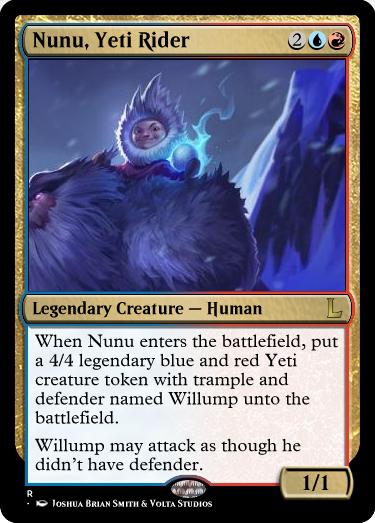 Nunu, Yeti Rider 2
Legendary Creature — Human L
When Nunu enters the battlefield, put
a 4/4 legendary blue and red Yeti
creature token with trample and
defender named Willump unto the
battlefield.
Willump may attack as though he
didn't have defender.
1/1
R
Joshua Brian Smith & Volta Studios